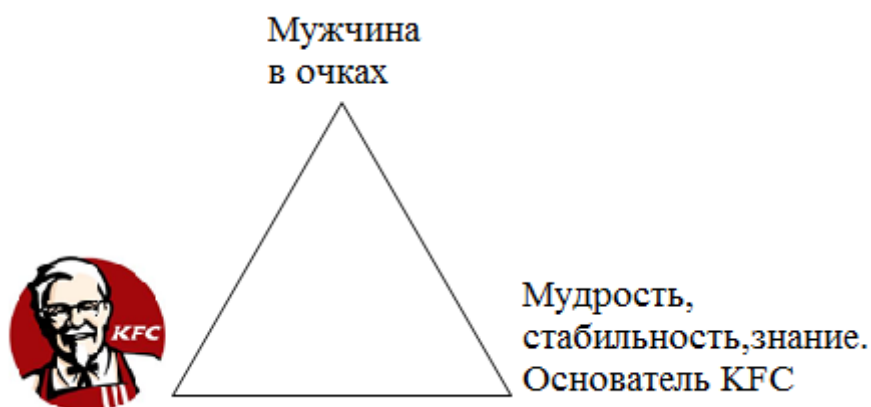 Мужчина
в очках
KFC
Мудрость,
стабильность,знание.
Основатель KFC